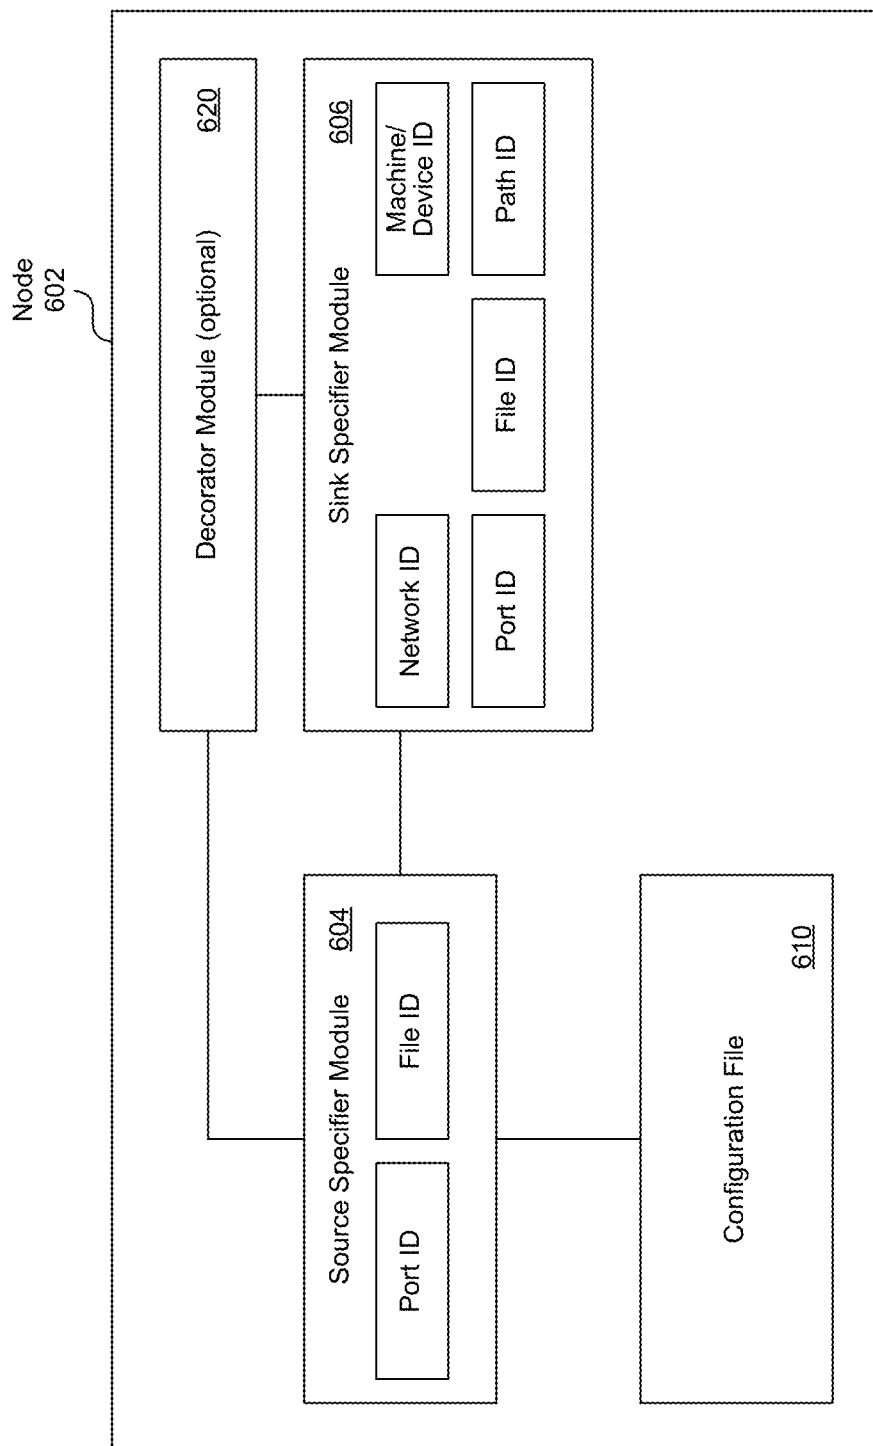 Node
602
Decorator Module (optional)
620
Source Specifier Module
604
Port ID
File ID
Sink Specifier Module
606
Network ID
Machine/
Device ID
Port ID
File ID
Path ID
Configuration File
610